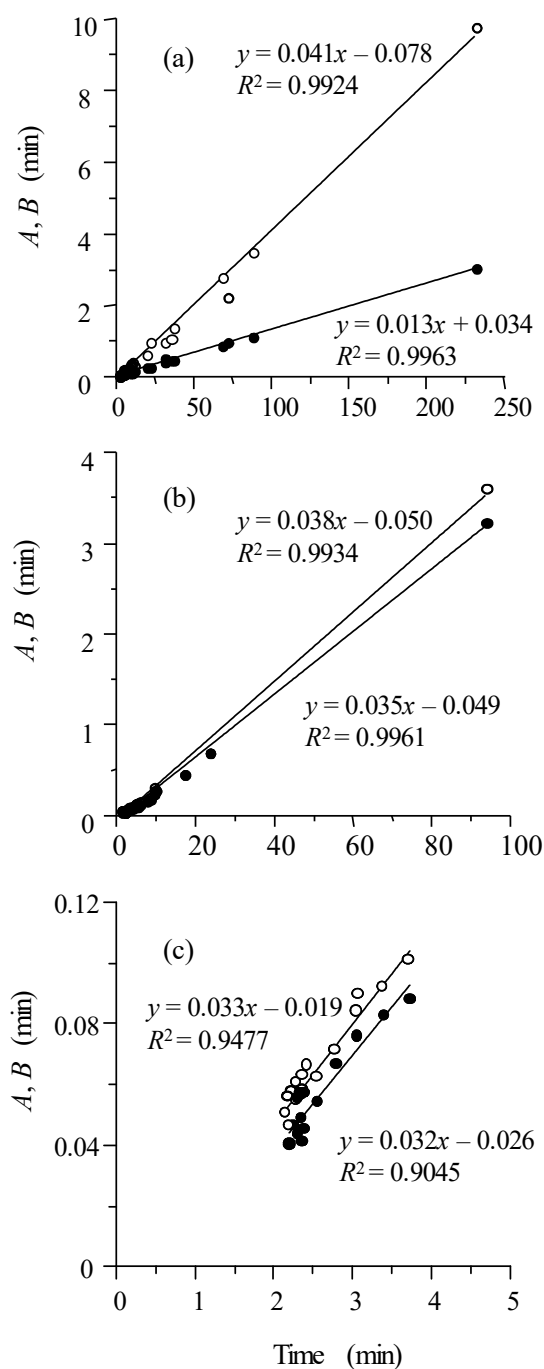 10
(a)
y = 0.041x – 0.078
R² = 0.9924
8
A, B (min)
6
4
2
y = 0.013x + 0.034
R² = 0.9963
0
0 50 100 150 200 250
4
(b)
y = 0.038x – 0.050
R² = 0.9934
3
A, B (min)
2
y = 0.035x – 0.049
R² = 0.9961
1
0
0 20 40 60 80 100
0.12
(c)
y = 0.033x – 0.019
R² = 0.9477
0.08
A, B (min)
0.04
y = 0.032x – 0.026
R² = 0.9045
0
0 1 2 3 4 5
Time (min)